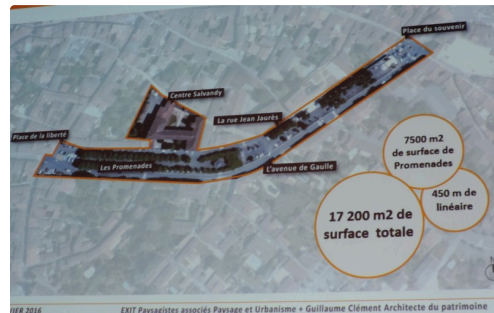 Place du souvenir
Centre Salvandy
La rue Jean Jaurès
Place de la liberté
Les Promenades
L'avenue de Gaulle
7500 m2
de surface de
Promenades
450 m de
linéaire
17 200 m2 de
surface totale
2016
EXIT Paysagistes associés Paysage et Urbanisme + Guillaume Clément Architecte du patrimoine